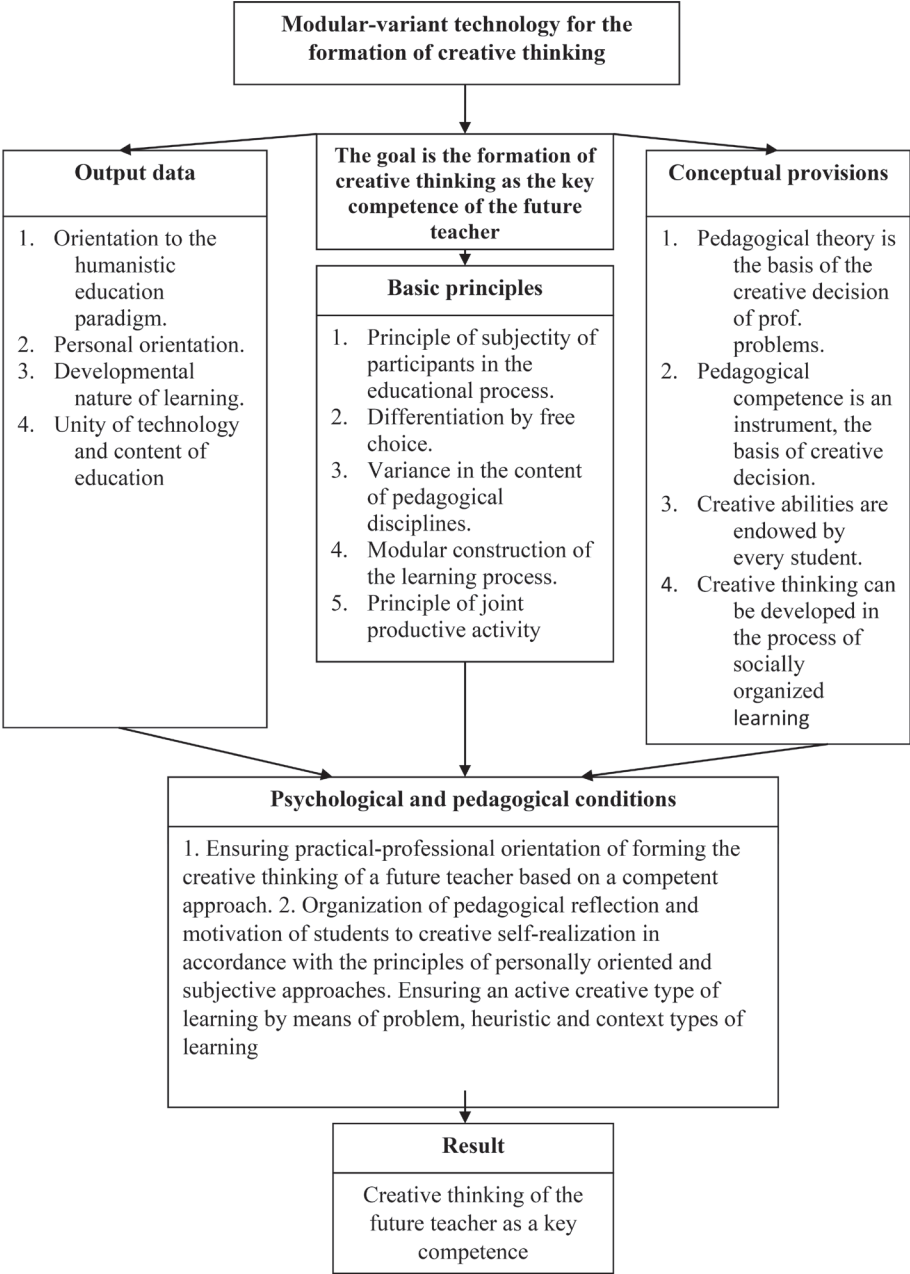 Modular-variant technology for the
formation of creative thinking
Output data
1. Orientation to the
humanistic
education
paradigm.
2. Personal orientation.
3. Developmental
nature of learning.
4. Unity of technology
and content of
education
The goal is the formation of
creative thinking as the key
competence of the future
teacher
Basic principles
1. Principle of subjectity of
participants in the
educational process.
2. Differentiation by free
choice.
3. Variance in the content
of pedagogical
disciplines.
4. Modular construction of
the learning process.
5. Principle of joint
productive activity
Conceptual provisions
1. Pedagogical theory is
the basis of the
creative decision
of prof.
problems.
2. Pedagogical
competence is an
instrument, the
basis of creative
decision.
3. Creative abilities are
endowed by
every student.
4. Creative thinking can
be developed in
the process of
socially
organized
learning
Psychological and pedagogical conditions
1. Ensuring practical-professional orientation of forming the
creative thinking of a future teacher based on a competent
approach. 2. Organization of pedagogical reflection and
motivation of students to creative self-realization in
accordance with the principles of personally oriented and
subjective approaches. Ensuring an active creative type of
learning by means of problem, heuristic and context types of
learning
Result
Creative thinking of the
future teacher as a key
competence